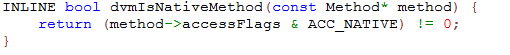 INLINE bool dvmIsNativeMethod(const Method* method) {
    return (method->accessFlags & ACC_NATIVE) != 0;
}